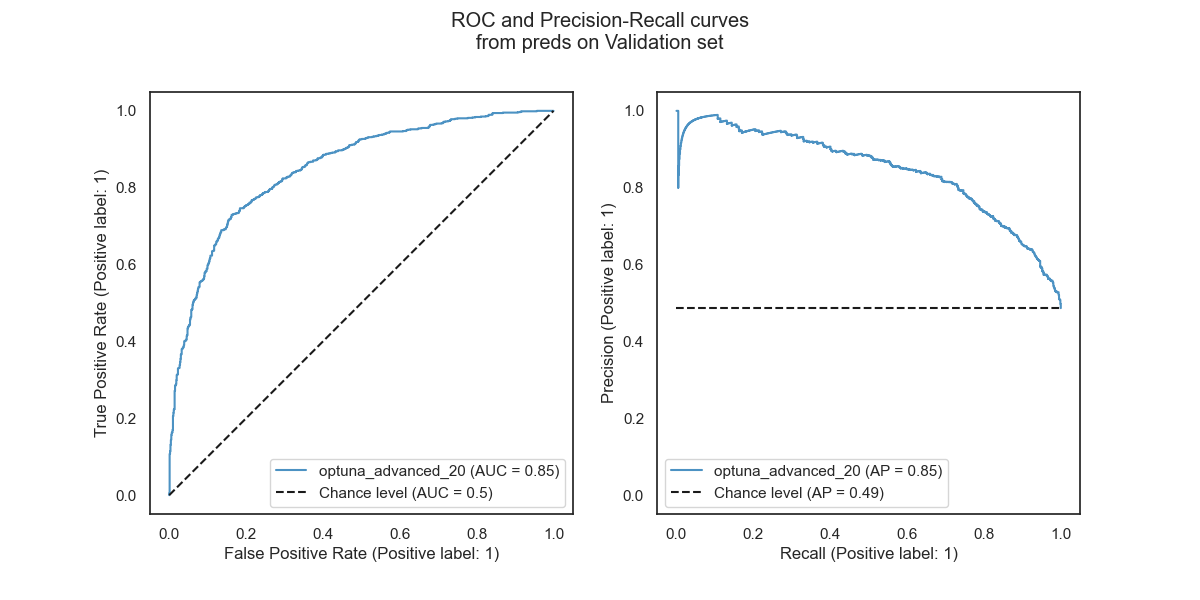 ROC and Precision-Recall curves
from preds on Validation set
True Positive Rate (Positive label: 1)
1.0
0.8
0.6
0.4
0.2
0.0
optuna_advanced_20 (AUC = 0.85)
Chance level (AUC = 0.5)
0.0 0.2 0.4 0.6 0.8 1.0
False Positive Rate (Positive label: 1)
Precision (Positive label: 1)
1.0
0.8
0.6
0.4
0.2
0.0
optuna_advanced_20 (AP = 0.85)
Chance level (AP = 0.49)
0.0 0.2 0.4 0.6 0.8 1.0
Recall (Positive label: 1)